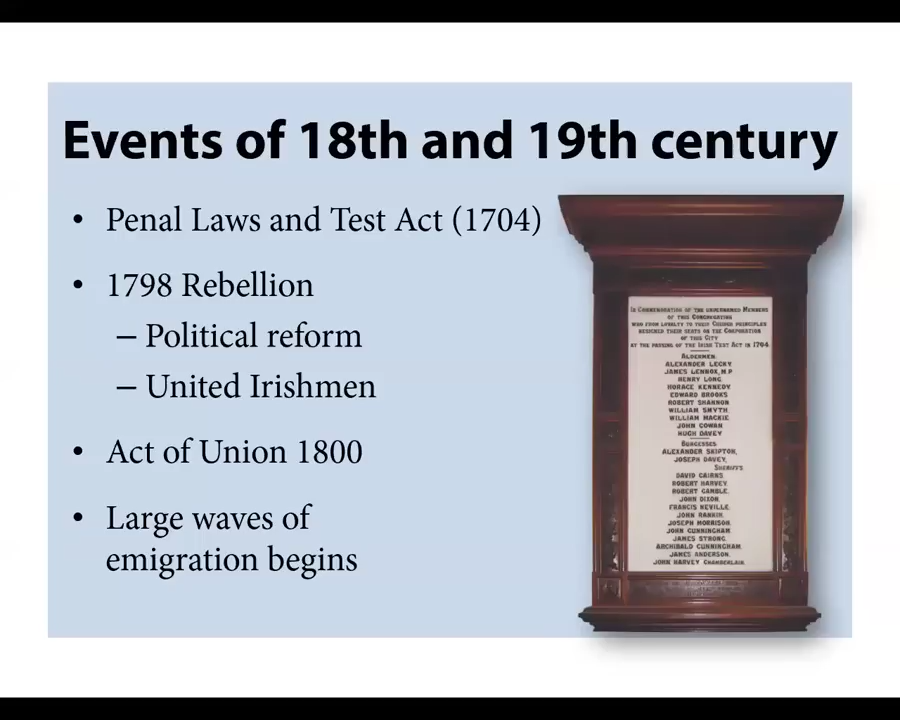 Events of 18th and 19th century
• Penal Laws and Test Act (1704)
• 1798 Rebellion
– Political reform
– United Irishmen
• Act of Union 1800
• Large waves of
emigration begins
In Commemoration of the undernamed Members
of this Congregation
who from loyalty to their Church principles
resigned their seats on the Corporation
of this City
at the passing of the Irish Test Act in 1704.
Aldermen.
Alexander Lecky.
James Lennox, M.P
Henry Long.
Horace Kennedy
Edward Brooks
Robert Shannon
William Smyth.
William Mackie.
John Cowan
Hugh Davey
Burgesses
Alexander Skipton,
Joseph Davey,
Sheriffs
David Cairns
Robert Harvey.
Robert Gamble.
John Dixon.
Francis Neville.
John Rankin.
Joseph Morrison.
John Cunningham.
James Strong.
Archibald Cunningham.
James Anderson.
John Harvey Chamberlain.